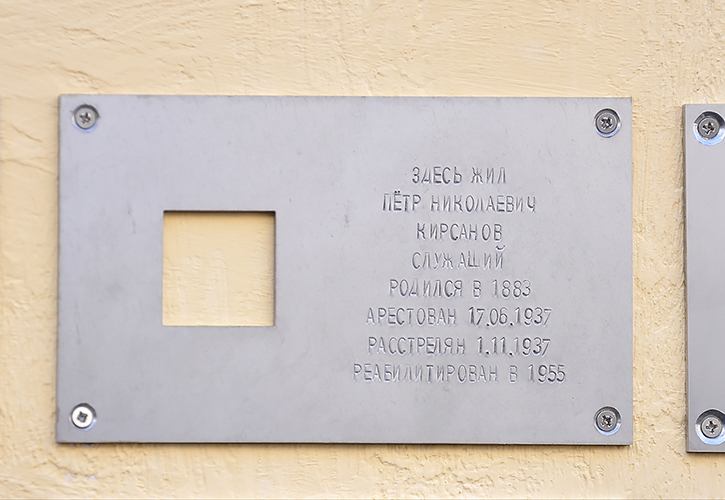 ЗДЕСЬ ЖИЛ
ПЁТР НИКОЛАЕВИЧ
КИРСАНОВ
СЛУЖАЩИЙ
РОДИЛСЯ В 1883
АРЕСТОВАН 17.06.1937
РАССТРЕЛЯН 1.11.1937
РЕАБИЛИТИРОВАН В 1955